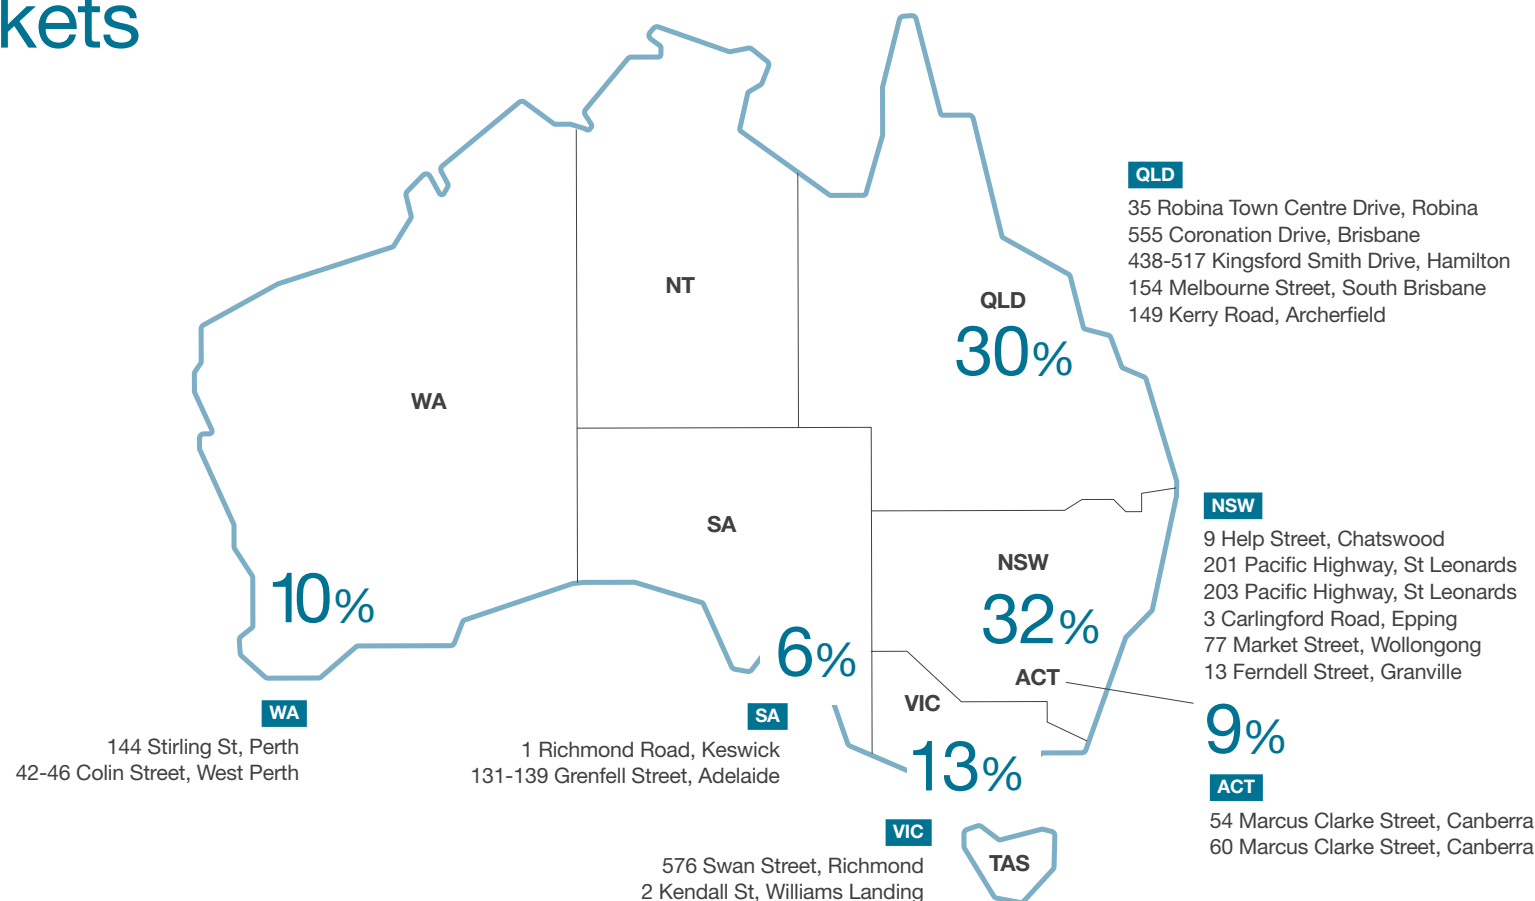 kets
NT
WA
SA
QLD
30%
NSW
32%
ACT
VIC
10%
6%
13%
9%
TAS
QLD
35 Robina Town Centre Drive, Robina
555 Coronation Drive, Brisbane
438-517 Kingsford Smith Drive, Hamilton
154 Melbourne Street, South Brisbane
149 Kerry Road, Archerfield
NSW
9 Help Street, Chatswood
201 Pacific Highway, St Leonards
203 Pacific Highway, St Leonards
3 Carlingford Road, Epping
77 Market Street, Wollongong
13 Ferndell Street, Granville
WA
144 Stirling St, Perth
42-46 Colin Street, West Perth
SA
1 Richmond Road, Keswick
131-139 Grenfell Street, Adelaide
ACT
54 Marcus Clarke Street, Canberra
60 Marcus Clarke Street, Canberra
VIC
576 Swan Street, Richmond
2 Kendall St, Williams Landing